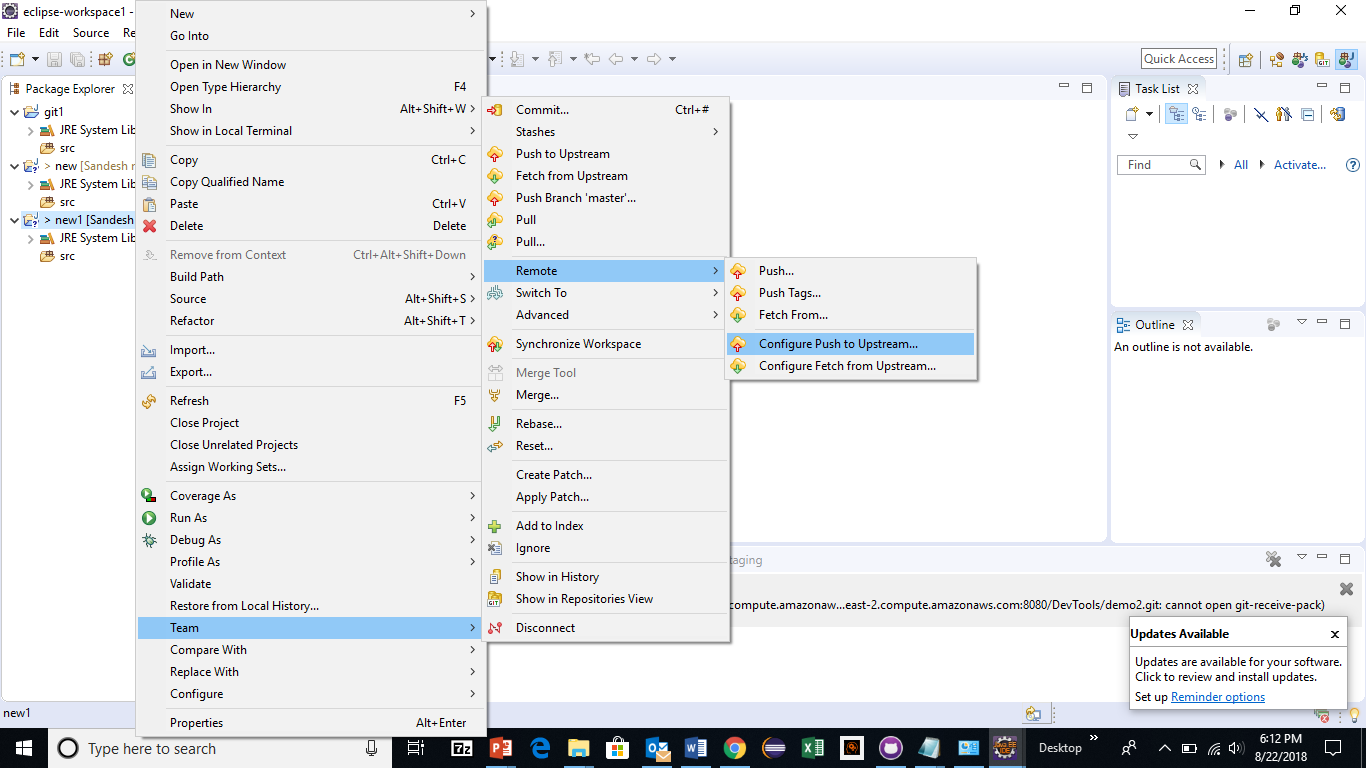 eclipse-workspace1 -
File Edit Source Re
Quick Access
Package Explorer
git1
JRE System Lib
src
> new [Sandesh r
JRE System Lib
src
> new1 [Sandesh
JRE System Lib
src
New
Go Into
Open in New Window
Open Type Hierarchy F4
Show In Alt+Shift+W
Show in Local Terminal
Copy Ctrl+C
Copy Qualified Name
Paste Ctrl+V
Delete Delete
Remove from Context Ctrl+Alt+Shift+Down
Build Path
Source Alt+Shift+S
Refactor Alt+Shift+T
Import...
Export...
Refresh F5
Close Project
Close Unrelated Projects
Assign Working Sets...
Coverage As
Run As
Debug As
Profile As
Validate
Restore from Local History...
Team
Compare With
Replace With
Configure
Properties Alt+Enter
Commit... Ctrl+#
Stashes
Push to Upstream
Fetch from Upstream
Push Branch 'master'...
Pull
Pull...
Remote
Switch To
Advanced
Synchronize Workspace
Merge Tool
Merge...
Rebase...
Reset...
Create Patch...
Apply Patch...
Add to Index
Ignore
Show in History
Show in Repositories View
Disconnect
Push...
Push Tags...
Fetch From...
Configure Push to Upstream...
Configure Fetch from Upstream...
Task List
Find All Activate...
Outline
An outline is not available.
taging
compute.amazonaw...east-2.compute.amazonaws.com:8080/DevTools/demo2.git: cannot open git-receive-pack)
Updates Available
Updates are available for your software.
Click to review and install updates.
Set up Reminder options
new1
Type here to search
Desktop
6:12 PM
8/22/2018